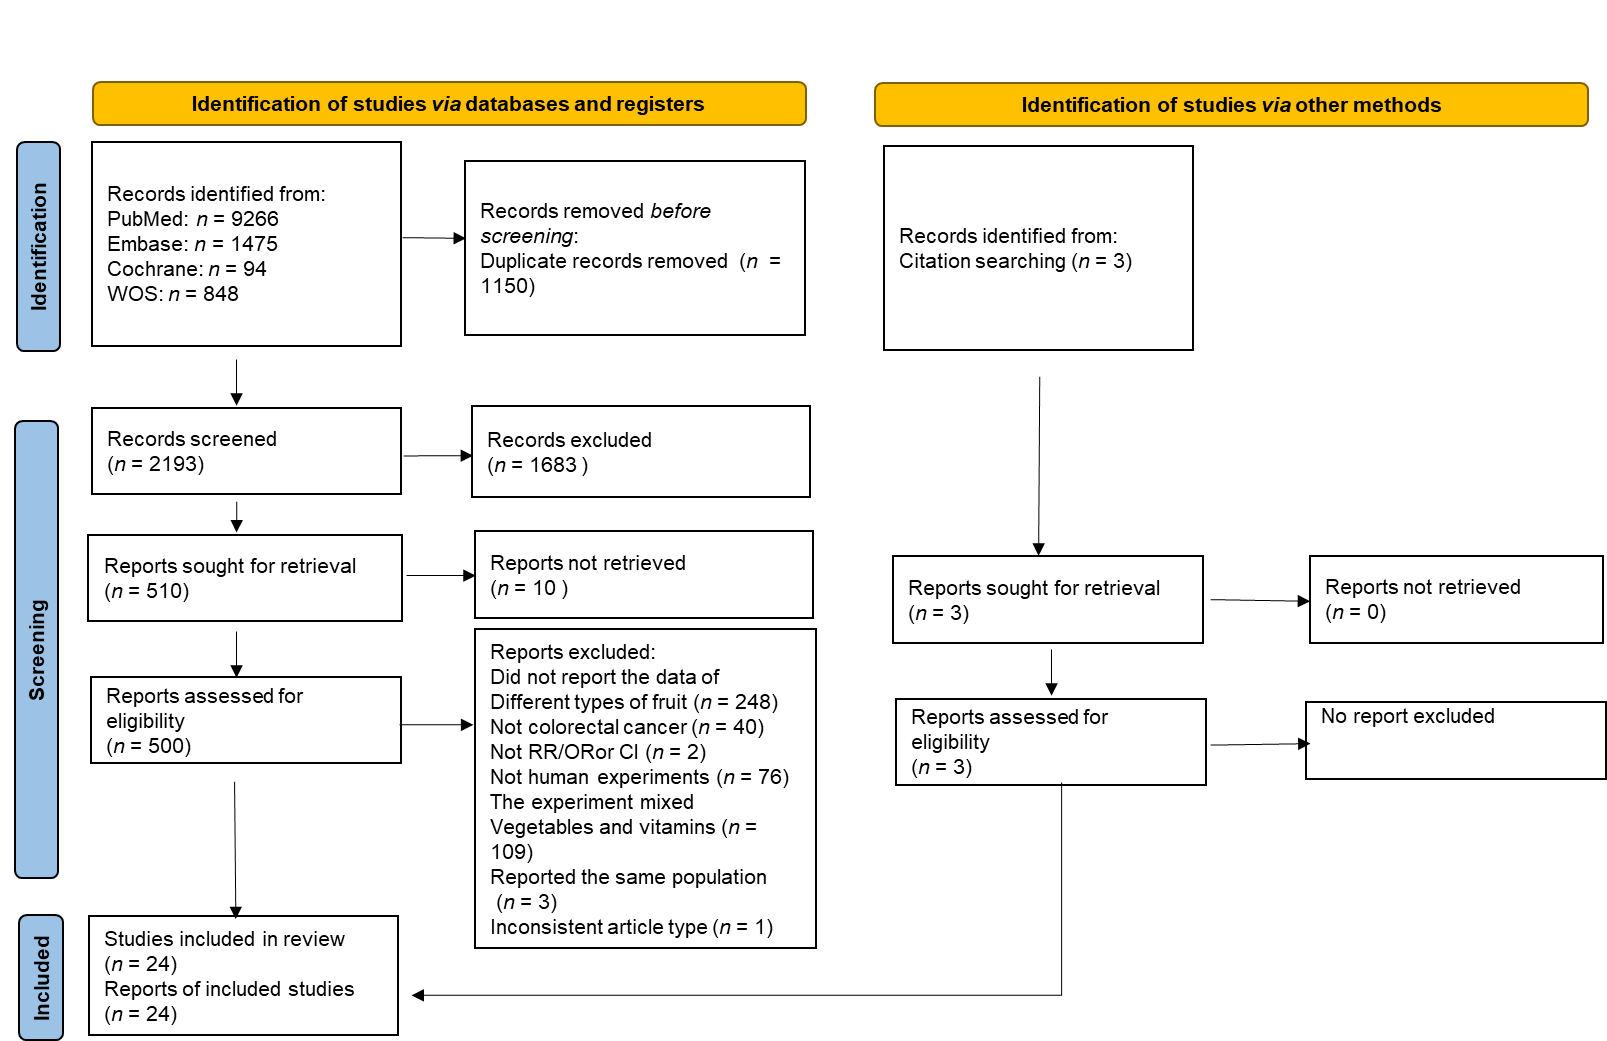 Identification of studies via databases and registers
Identification of studies via other methods
Identification
Records identified from:
PubMed: n = 9266
Embase: n = 1475
Cochrane: n = 94
WOS: n = 848
Records removed before
screening:
Duplicate records removed (n =
1150)
Records identified from:
Citation searching (n = 3)
Screening
Records screened
(n = 2193)
Records excluded
(n = 1683 )
Reports sought for retrieval
(n = 510)
Reports not retrieved
(n = 10 )
Reports sought for retrieval
(n = 3)
Reports not retrieved
(n = 0)
Reports assessed for
eligibility
(n = 500)
Reports excluded:
Did not report the data of
Different types of fruit (n = 248)
Not colorectal cancer (n = 40)
Not RR/ORor CI (n = 2)
Not human experiments (n = 76)
The experiment mixed
Vegetables and vitamins (n =
109)
Reported the same population
(n = 3)
Inconsistent article type (n = 1)
Reports assessed for
eligibility
(n = 3)
No report excluded
Included
Studies included in review
(n = 24)
Reports of included studies
(n = 24)